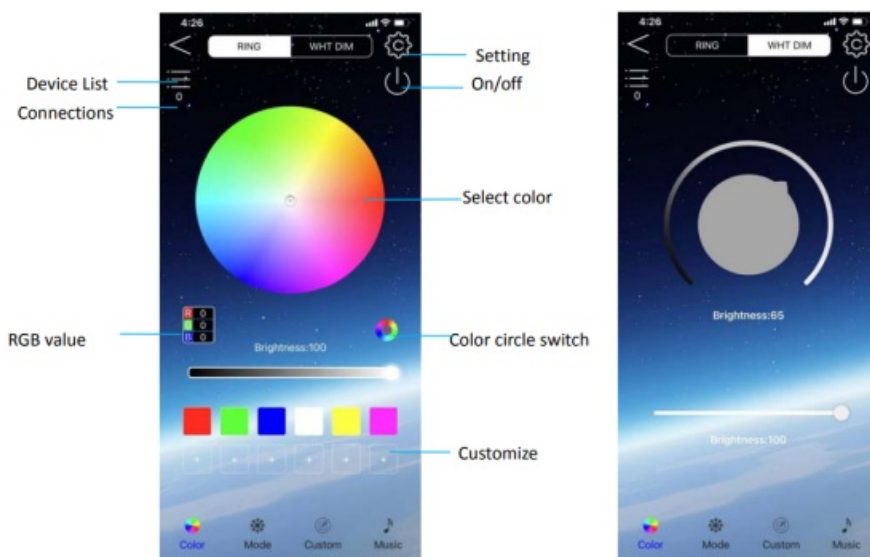 4:26
RING WHT DIM
Setting
Device List
On/off
0
Connections
Select color
R 0
G 0
B 0
RGB value
Color circle switch
Brightness:100
Customize
Color Mode Custom Music
4:26
RING WHT DIM
0
Brightness:65
Brightness:100
Color Mode Custom Music